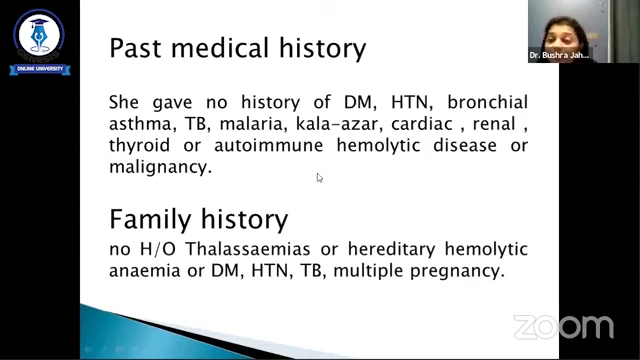 ONLINE UNIVERSITY
Dr. Bushra Jah...
Past medical history
She gave no history of DM, HTN, bronchial
asthma, TB, malaria, kala-azar, cardiac , renal ,
thyroid or autoimmune hemolytic disease or
malignancy.
Family history
no H/O Thalassaemias or hereditary hemolytic
anaemia or DM, HTN, TB, multiple pregnancy.
zoom